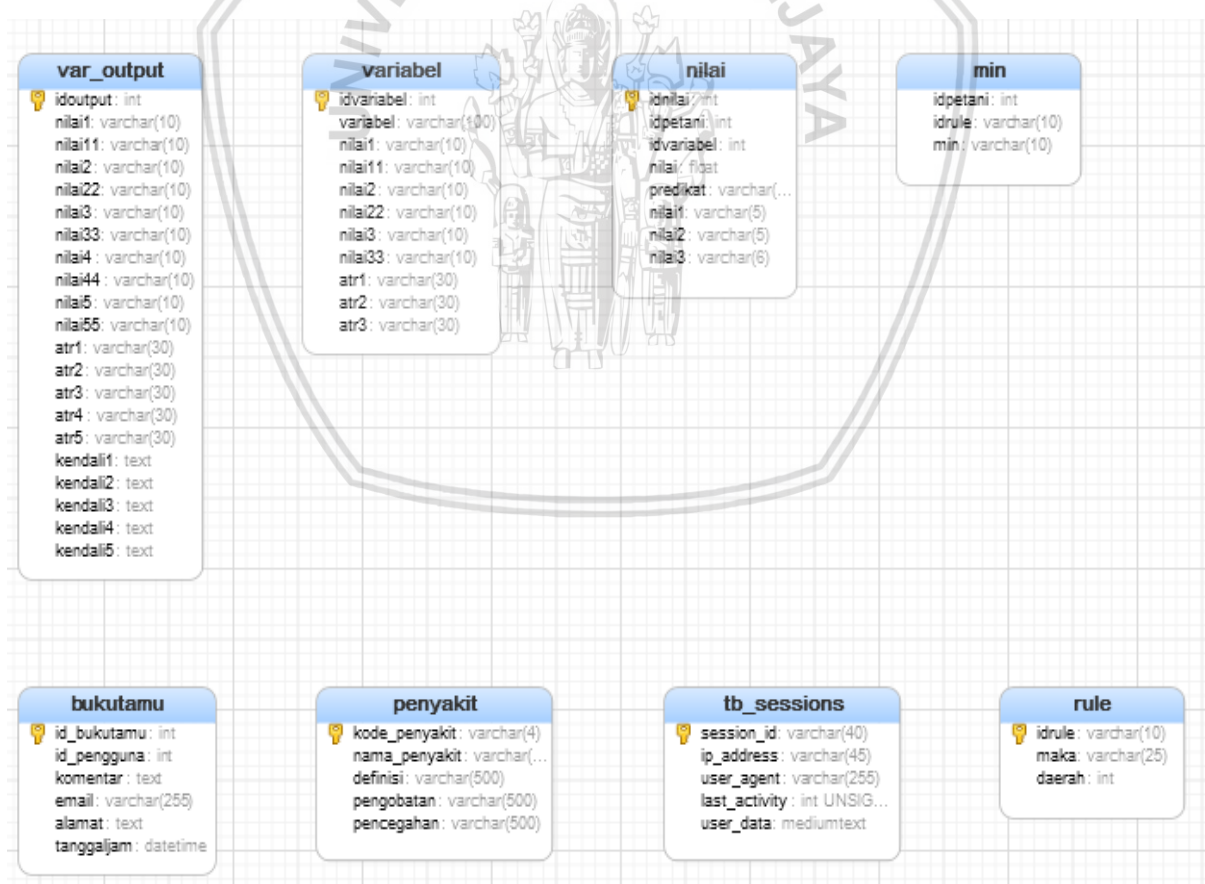 var_output
idoutput: int
nilai1: varchar(10)
nilai11: varchar(10)
nilai2: varchar(10)
nilai22: varchar(10)
nilai3: varchar(10)
nilai33: varchar(10)
nilai4: varchar(10)
nilai44: varchar(10)
nilai5: varchar(10)
nilai55: varchar(10)
atr1: varchar(30)
atr2: varchar(30)
atr3: varchar(30)
atr4: varchar(30)
atr5: varchar(30)
kendali1: text
kendali2: text
kendali3: text
kendali4: text
kendali5: text
variabel
idvariabel: int
variabel: varchar(100)
nilai1: varchar(10)
nilai11: varchar(10)
nilai2: varchar(10)
nilai22: varchar(10)
nilai3: varchar(10)
nilai33: varchar(10)
atr1: varchar(30)
atr2: varchar(30)
atr3: varchar(30)
nilai
idnilai: int
idpetani: int
idvariabel: int
nilai: float
predikat: varchar(...
nilai1: varchar(5)
nilai2: varchar(5)
nilai3: varchar(6)
min
idpetani: int
idrule: varchar(10)
min: varchar(10)
UNIV
IJAYA
bukutamu
id_bukutamu: int
id_pengguna: int
komentar: text
email: varchar(255)
alamat: text
tanggaljam: datetime
penyakit
kode_penyakit: varchar(4)
nama_penyakit: varchar(...
definisi: varchar(500)
pengobatan: varchar(500)
pencegahan: varchar(500)
tb_sessions
session_id: varchar(40)
ip_address: varchar(45)
user_agent: varchar(255)
last_activity: int UNSIG...
user_data: mediumtext
rule
idrule: varchar(10)
maka: varchar(25)
daerah: int